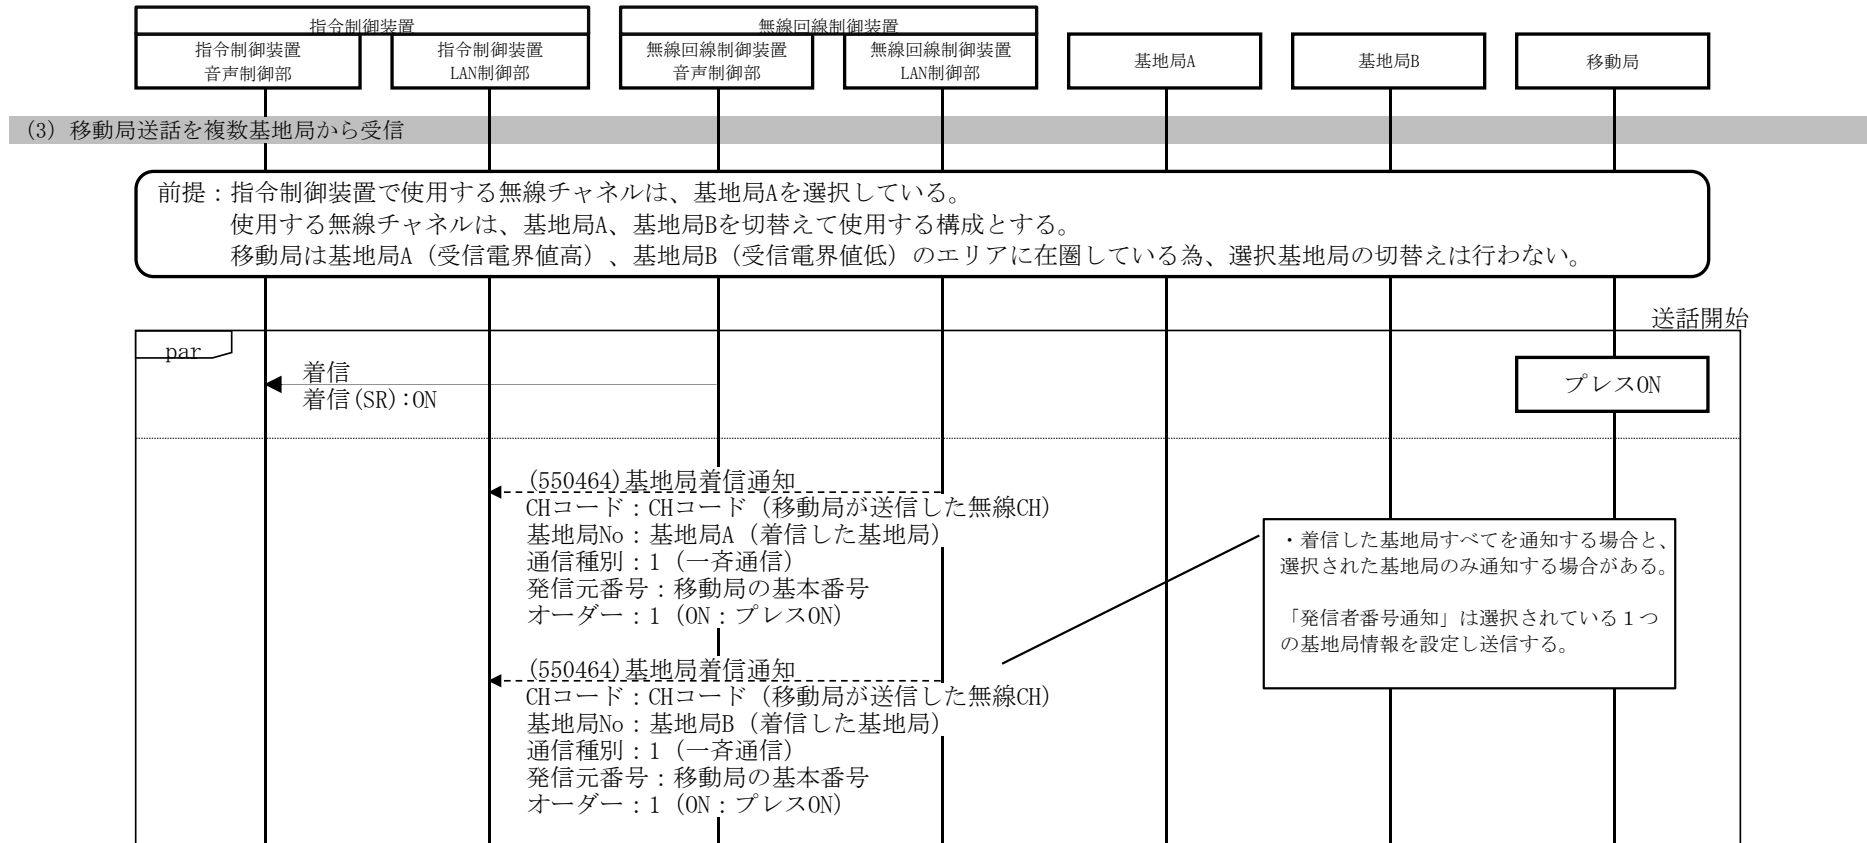 指令制御装置
無線回線制御装置
指令制御装置
音声制御部
指令制御装置
LAN制御部
無線回線制御装置
音声制御部
無線回線制御装置
LAN制御部
基地局A
基地局B
移動局
(3) 移動局送話を複数基地局から受信
前提：指令制御装置で使用する無線チャネルは、基地局Aを選択している。
使用する無線チャネルは、基地局A、基地局Bを切替えて使用する構成とする。
移動局は基地局A（受信電界値高）、基地局B（受信電界値低）のエリアに在圏している為、選択基地局の切替えは行わない。
送話開始
par
着信
着信(SR):ON
プレスON
(550464)基地局着信通知
CHコード：CHコード（移動局が送信した無線CH）
基地局No：基地局A（着信した基地局）
通信種別：1（一斉通信）
発信元番号：移動局の基本番号
オーダー：1（ON：プレスON）
・着信した基地局すべてを通知する場合と、
選択された基地局のみ通知する場合がある。
「発信者番号通知」は選択されている１つ
の基地局情報を設定し送信する。
(550464)基地局着信通知
CHコード：CHコード（移動局が送信した無線CH）
基地局No：基地局B（着信した基地局）
通信種別：1（一斉通信）
発信元番号：移動局の基本番号
オーダー：1（ON：プレスON）